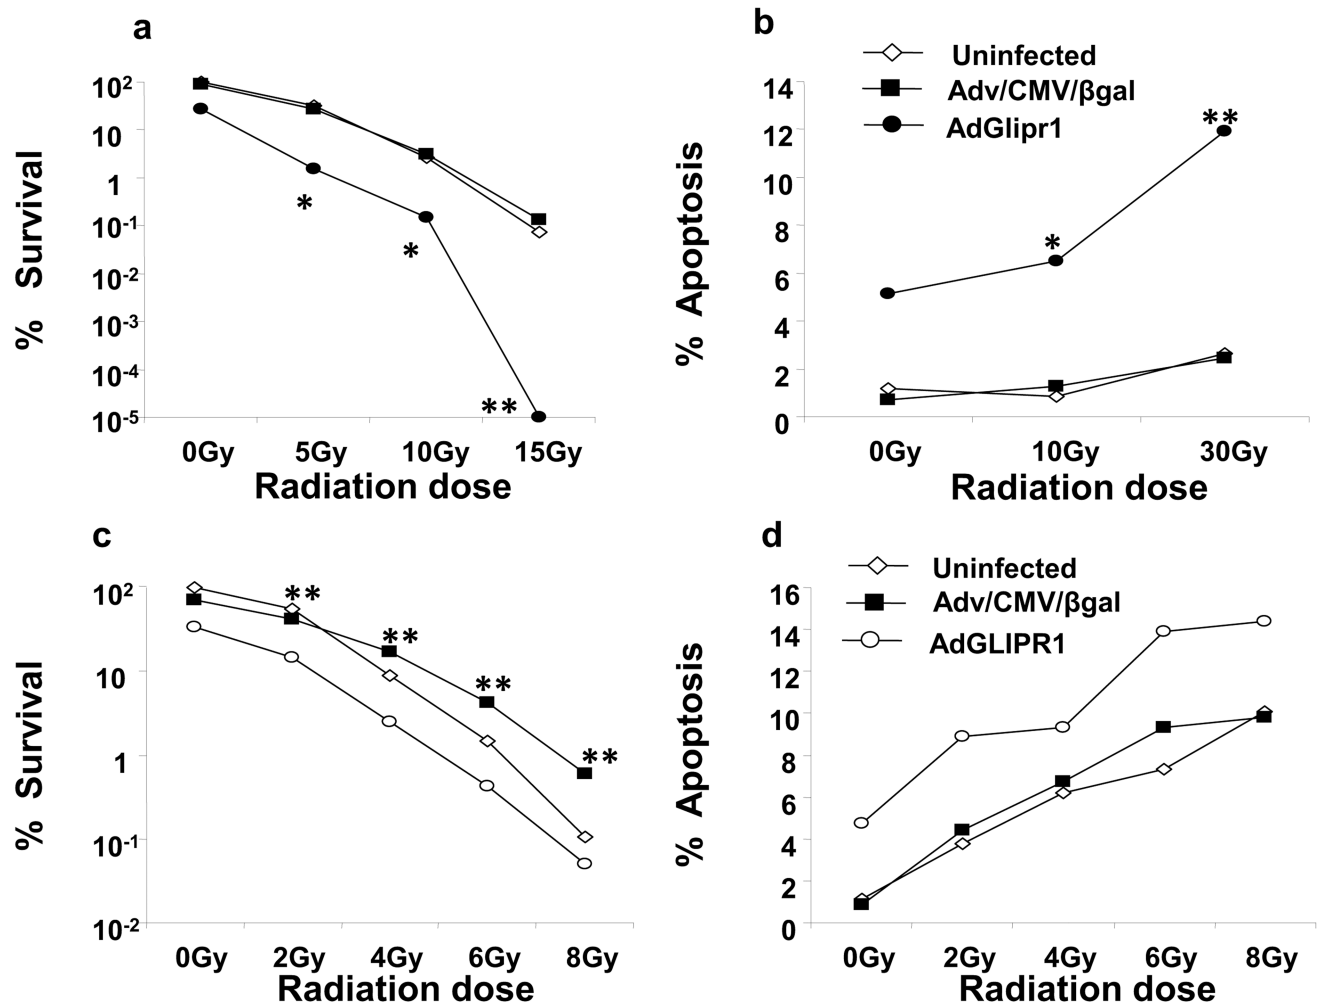 a
% Survival
10²
10
1
10⁻¹
10⁻²
10⁻³
10⁻⁴
10⁻⁵
*
*
**
0Gy 5Gy 10Gy 15Gy
Radiation dose
b
Uninfected
Adv/CMV/βgal
AdGlipr1
% Apoptosis
14
12
10
8
6
4
2
0
*
**
0Gy 10Gy 30Gy
Radiation dose
c
% Survival
10²
10
1
10⁻¹
10⁻²
**
**
**
**
0Gy 2Gy 4Gy 6Gy 8Gy
Radiation dose
d
Uninfected
Adv/CMV/βgal
AdGLIPR1
% Apoptosis
16
14
12
10
8
6
4
2
0
0Gy 2Gy 4Gy 6Gy 8Gy
Radiation dose